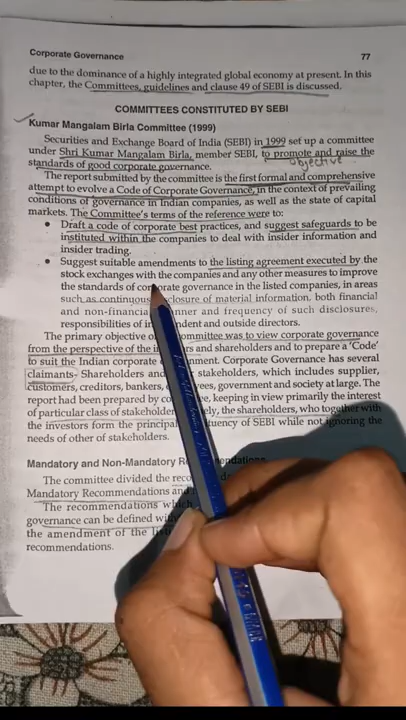 Corporate Governance 77
due to the dominance of a highly integrated global economy at present. In this
chapter, the Committees, guidelines and clause 49 of SEBI is discussed.
COMMITTEES CONSTITUTED BY SEBI
Kumar Mangalam Birla Committee (1999)
Securities and Exchange Board of India (SEBI) in 1999 set up a committee
under Shri Kumar Mangalam Birla, member SEBI, to promote and raise the
standards of good corporate governance.
objective
The report submitted by the committee is the first formal and comprehensive
attempt to evolve a Code of Corporate Governance, in the context of prevailing
conditions of governance in Indian companies, as well as the state of capital
markets. The Committee's terms of the reference were to:
• Draft a code of corporate best practices, and suggest safeguards to be
instituted within the companies to deal with insider information and
insider trading.
• Suggest suitable amendments to the listing agreement executed by the
stock exchanges with the companies and any other measures to improve
the standards of corporate governance in the listed companies, in areas
such as continuous disclosure of material information, both financial
and non-financial, manner and frequency of such disclosures,
responsibilities of independent and outside directors.
The primary objective of committee was to view corporate governance
from the perspective of the and shareholders and to prepare a 'Code'
to suit the Indian corporate environment. Corporate Governance has several
claimants- Shareholders and stakeholders, which includes supplier,
customers, creditors, bankers, employees, government and society at large. The
report had been prepared by keeping in view primarily the interest
of particular class of stakeholders the shareholders, who together with
the investors form the principal constituency of SEBI while not ignoring the
needs of other of stakeholders.
Mandatory and Non-Mandatory Recommendations
The committee divided the
Mandatory Recommendations and
The recommendations
governance can be defined
the amendment of the
recommendations.